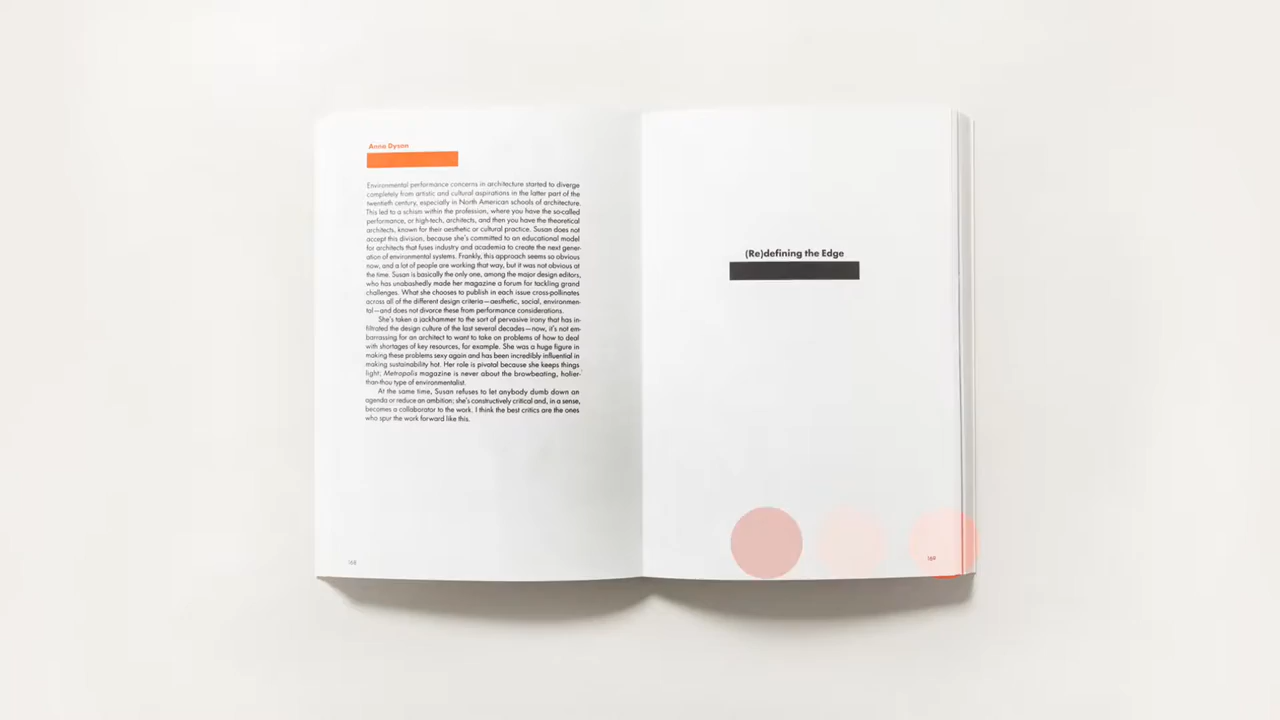 Anna Dyson
Environmental performance concerns in architecture started to diverge
completely from artistic and cultural aspirations in the latter part of the
twentieth century, especially in North American schools of architecture.
This led to a schism within the profession, where you have the so-called
performance, or high-tech, architects, and then you have the theoretical
architects, known for their aesthetic or cultural practice. Susan does not
accept this division, because she's committed to an educational model
for architects that fuses industry and academia to create the next gener-
ation of environmental systems. Frankly, this approach seems so obvious
now, and a lot of people are working that way, but it was not obvious at
the time. Susan is basically the only one, among the major design editors,
who has unabashedly made her magazine a forum for tackling grand
challenges. What she chooses to publish in each issue cross-pollinates
across all of the different design criteria—aesthetic, social, environmen-
tal—and does not divorce these from performance considerations.
She's taken a jackhammer to the sort of pervasive irony that has in-
filtrated the design culture of the last several decades—now, it's not em-
barrassing for an architect to want to take on problems of how to deal
with shortages of key resources, for example. She was a huge figure in
making these problems sexy again and has been incredibly influential in
making sustainability hot. Her role is pivotal because she keeps things
light; Metropolis magazine is never about the browbeating, holier-
than-thou type of environmentalist.
At the same time, Susan refuses to let anybody dumb down an
agenda or reduce an ambition; she's constructively critical and, in a sense,
becomes a collaborator to the work. I think the best critics are the ones
who spur the work forward like this.
168
(Re)defining the Edge
169